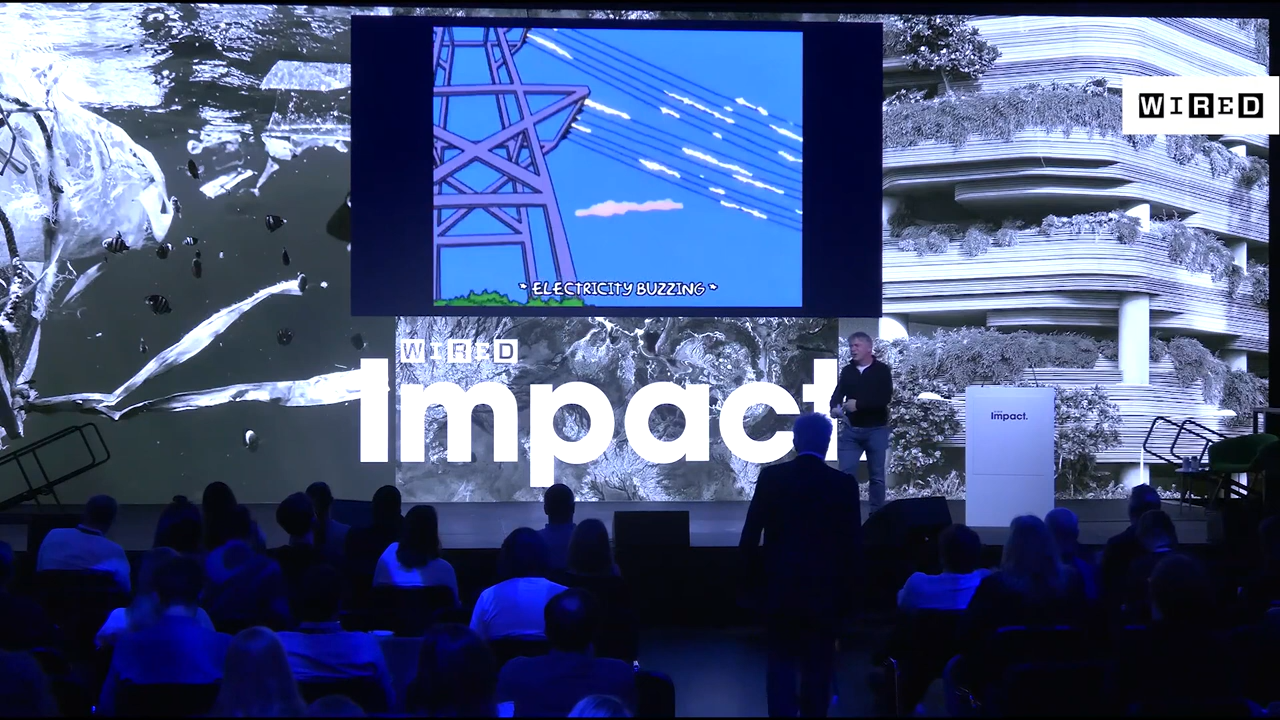 WIRED
* ELECTRICITY BUZZING *
WIRED
Impact
Impact.